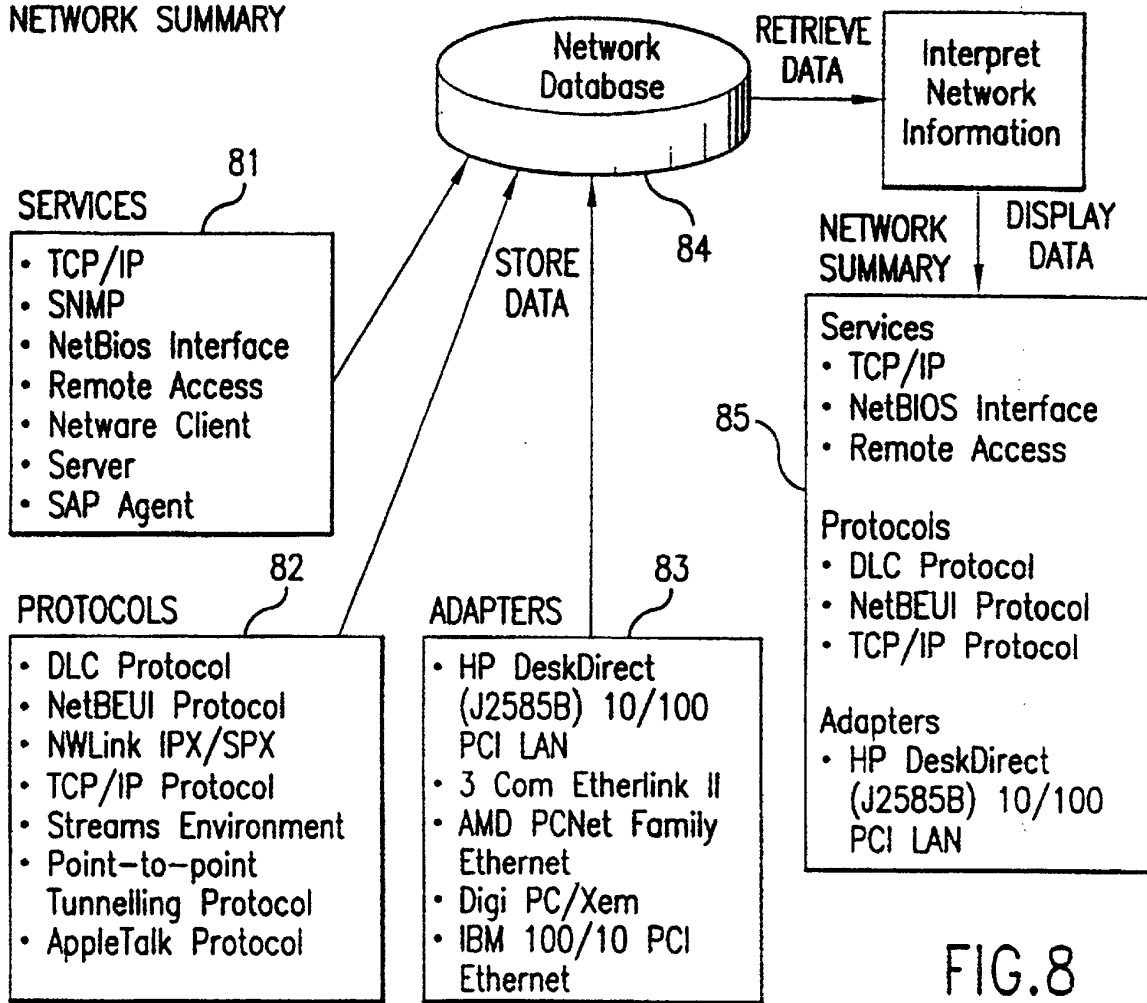 NETWORK SUMMARY
Network
Database
RETRIEVE
DATA
Interpret
Network
Information
84
STORE
DATA
DISPLAY
DATA
81
SERVICES
• TCP/IP
• SNMP
• NetBios Interface
• Remote Access
• Netware Client
• Server
• SAP Agent
82
PROTOCOLS
• DLC Protocol
• NetBEUI Protocol
• NWLink IPX/SPX
• TCP/IP Protocol
• Streams Environment
• Point-to-point
Tunnelling Protocol
• AppleTalk Protocol
83
ADAPTERS
• HP DeskDirect
(J2585B) 10/100
PCI LAN
• 3 Com Etherlink II
• AMD PCNet Family
Ethernet
• Digi PC/Xem
• IBM 100/10 PCI
Ethernet
NETWORK
SUMMARY
85
Services
• TCP/IP
• NetBIOS Interface
• Remote Access
Protocols
• DLC Protocol
• NetBEUI Protocol
• TCP/IP Protocol
Adapters
• HP DeskDirect
(J2585B) 10/100
PCI LAN
FIG.8